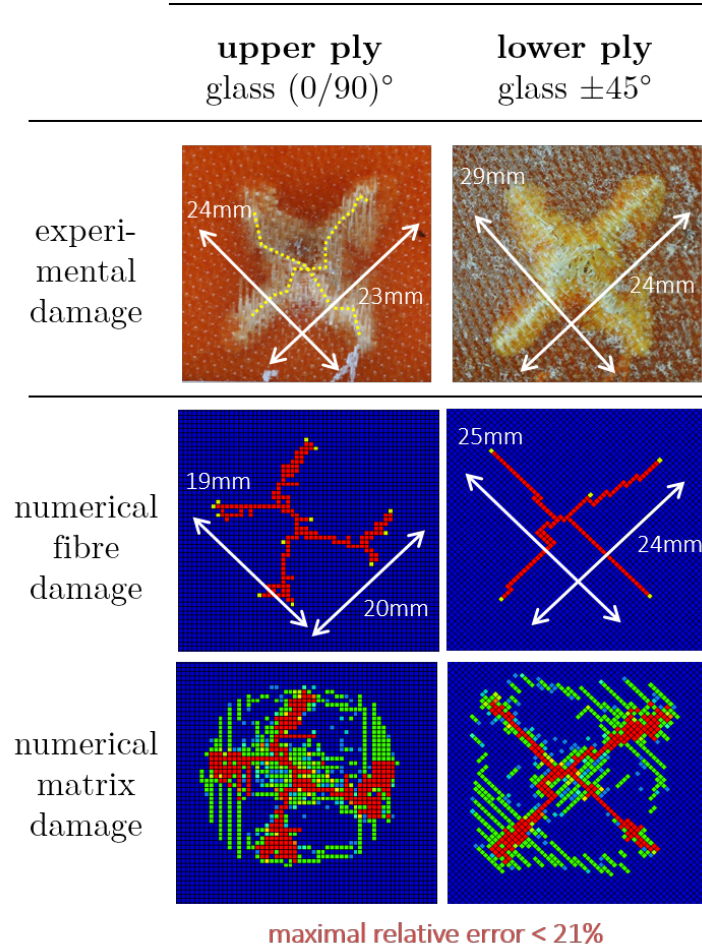 upper ply
glass (0/90)°
lower ply
glass ±45°
experi-
mental
damage
24mm
23mm
29mm
24mm
numerical
fibre
damage
19mm
20mm
25mm
24mm
numerical
matrix
damage
maximal relative error < 21%